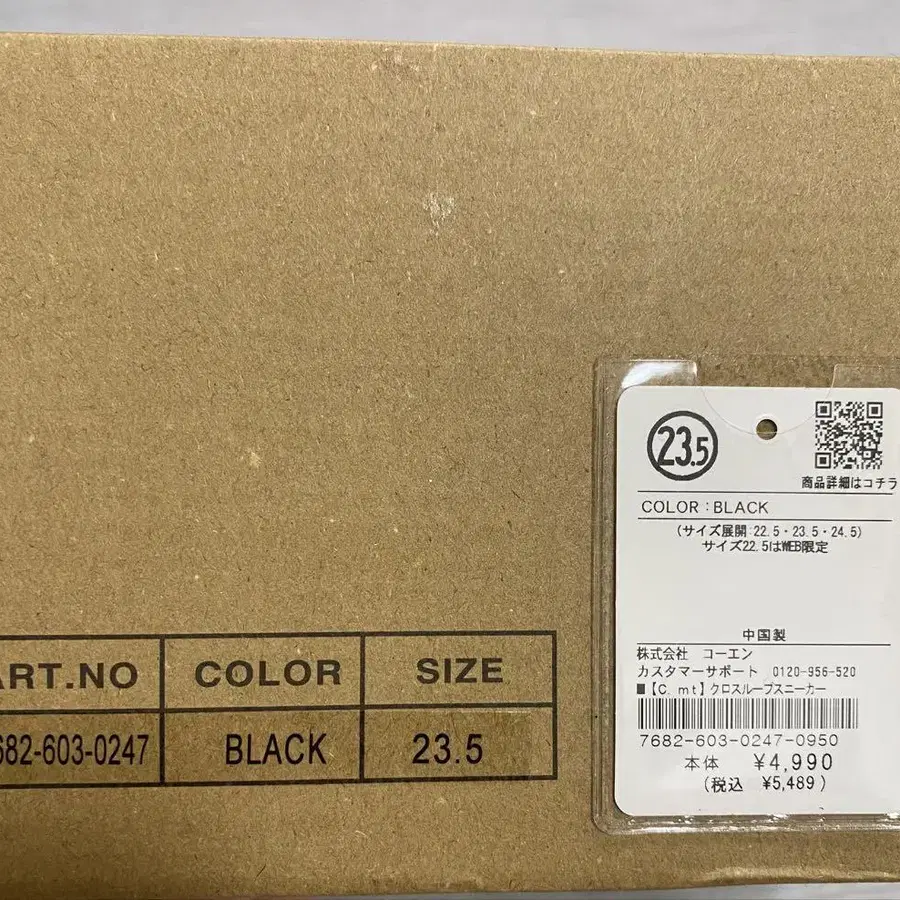 ART.NO COLOR SIZE
682-603-0247 BLACK 23.5
23.5
商品詳細はコチラ
COLOR:BLACK
(サイズ展開:22.5・23.5・24.5)
サイズ22.5はWEB限定
中国製
株式会社 コーエン
カスタマーサポート 0120-956-520
■【C. mt】クロスループスニーカー
7682-603-0247-0950
本体 ¥4,990
(税込 ¥5,489)